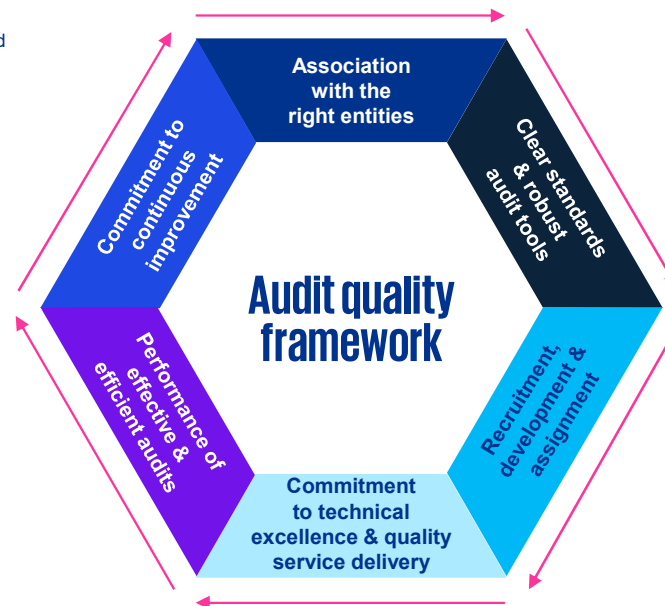 d
Association
with the
right entities
Clear standards
& robust
audit tools
Recruitment,
development &
assignment
Commitment
to technical
excellence & quality
service delivery
Performance of
effective &
efficient audits
Commitment to
continuous
improvement
Audit quality
framework